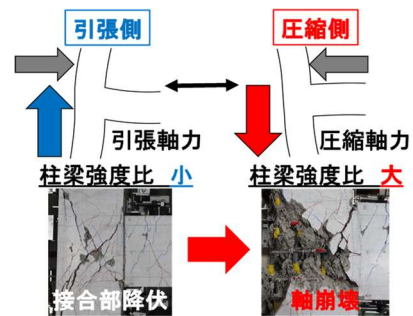 引張側
圧縮側
引張軸力
圧縮軸力
柱梁強度比 小
柱梁強度比 大
接合部降伏
軸崩壊